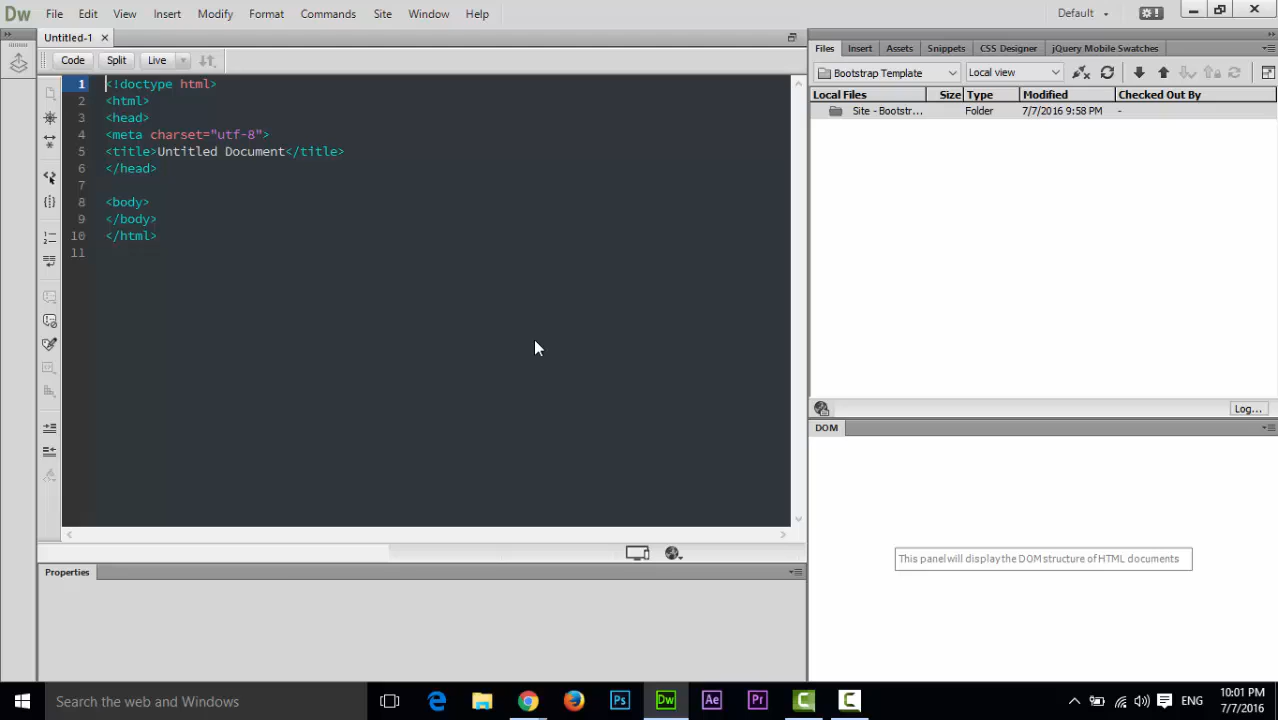 Dw File Edit View Insert Modify Format Commands Site Window Help Default
Untitled-1
Code Split Live
1 <!doctype html>
2 <html>
3 <head>
4 <meta charset="utf-8">
5 <title>Untitled Document</title>
6 </head>
7
8 <body>
9 </body>
10 </html>
11
Properties
Files Insert Assets Snippets CSS Designer jQuery Mobile Swatches
Bootstrap Template Local view
Local Files Size Type Modified Checked Out By
Site - Bootstr... Folder 7/7/2016 9:58 PM -
Log...
DOM
This panel will display the DOM structure of HTML documents
Search the web and Windows
Ps Dw Ae Pr
ENG
10:01 PM
7/7/2016